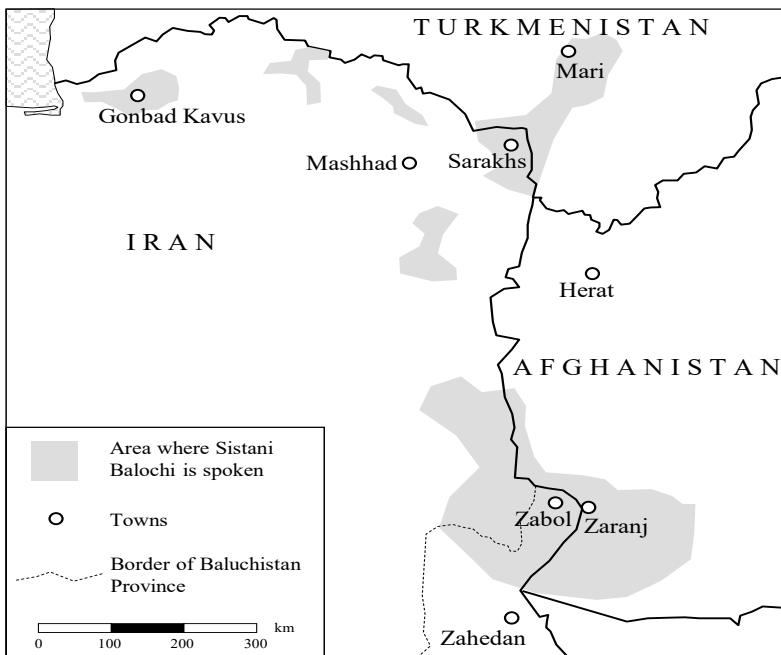 TURKMENISTAN
Mari
Gonbad Kavus
Mashhad
Sarakhs
IRAN
Herat
AFGHANISTAN
Area where Sistani
Balochi is spoken
Towns
Border of Baluchistan
Province
km
0 100 200 300
Zabol
Zaranj
Zahedan